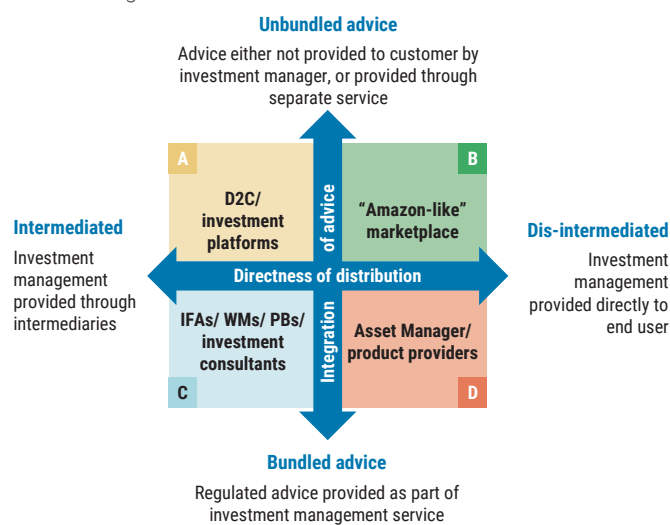 Unbundled advice
Advice either not provided to customer by
investment manager, or provided through
separate service
A
B
D2C/
investment
platforms
"Amazon-like"
marketplace
Intermediated
Investment
management
provided through
intermediaries
Integration of advice
Directness of distribution
Dis-intermediated
Investment
management
provided directly to
end user
IFAs/ WMs/ PBs/
investment
consultants
Asset Manager/
product providers
C
D
Bundled advice
Regulated advice provided as part of
investment management service